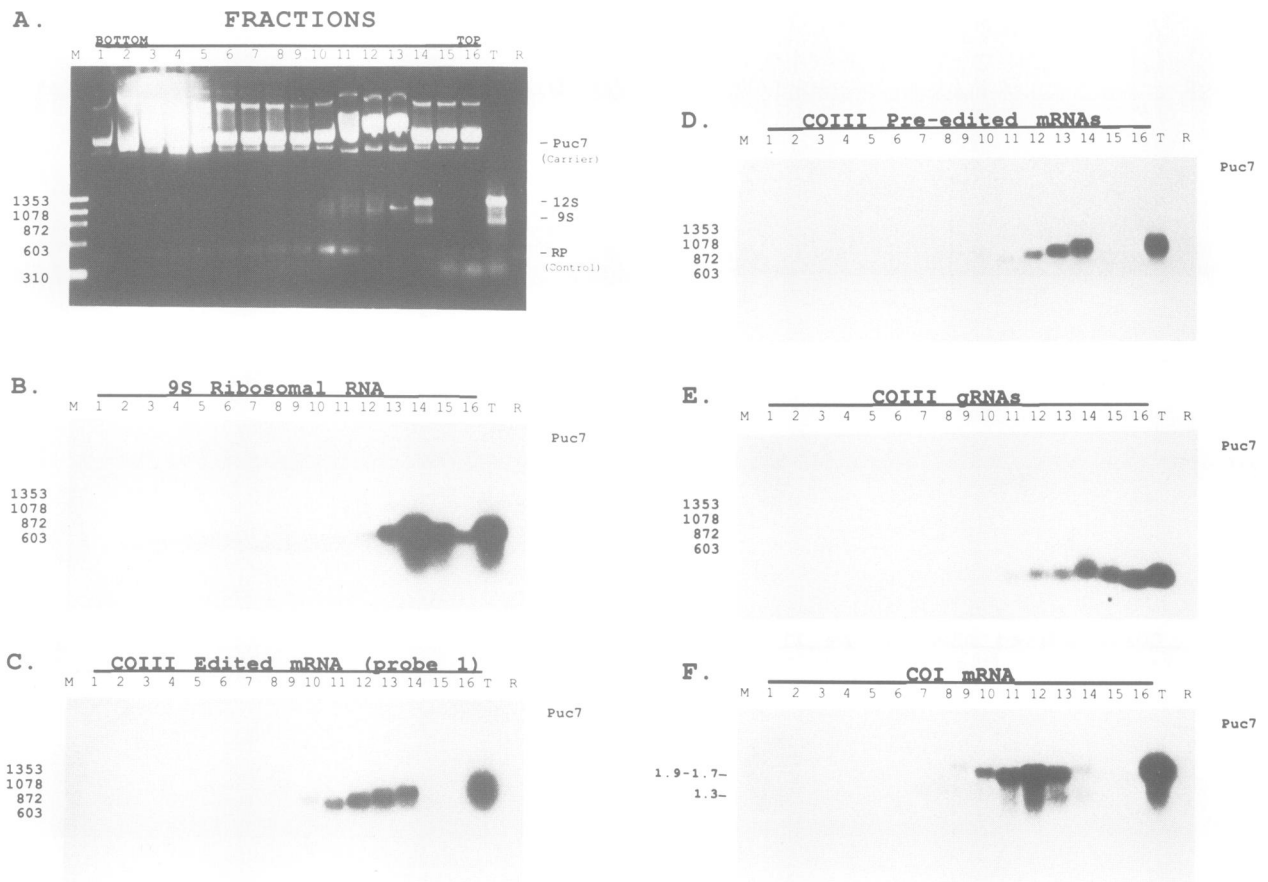 A.
FRACTIONS
BOTTOM TOP
M 1 2 3 4 5 6 7 8 9 10 11 12 13 14 15 16 T R
- Puc7
(Carrier)
1353
1078
872
603
310
- 12S
- 9S
- RP
(Control)
B.
9S Ribosomal RNA
M 1 2 3 4 5 6 7 8 9 10 11 12 13 14 15 16 T R
Puc7
1353
1078
872
603
C.
COIII Edited mRNA (probe 1)
M 1 2 3 4 5 6 7 8 9 10 11 12 13 14 15 16 T R
Puc7
1353
1078
872
603
D.
COIII Pre-edited mRNAs
M 1 2 3 4 5 6 7 8 9 10 11 12 13 14 15 16 T R
Puc7
1353
1078
872
603
E.
COIII gRNAs
M 1 2 3 4 5 6 7 8 9 10 11 12 13 14 15 16 T R
Puc7
1353
1078
872
603
F.
COI mRNA
M 1 2 3 4 5 6 7 8 9 10 11 12 13 14 15 16 T R
Puc7
1.9-1.7-
1.3-